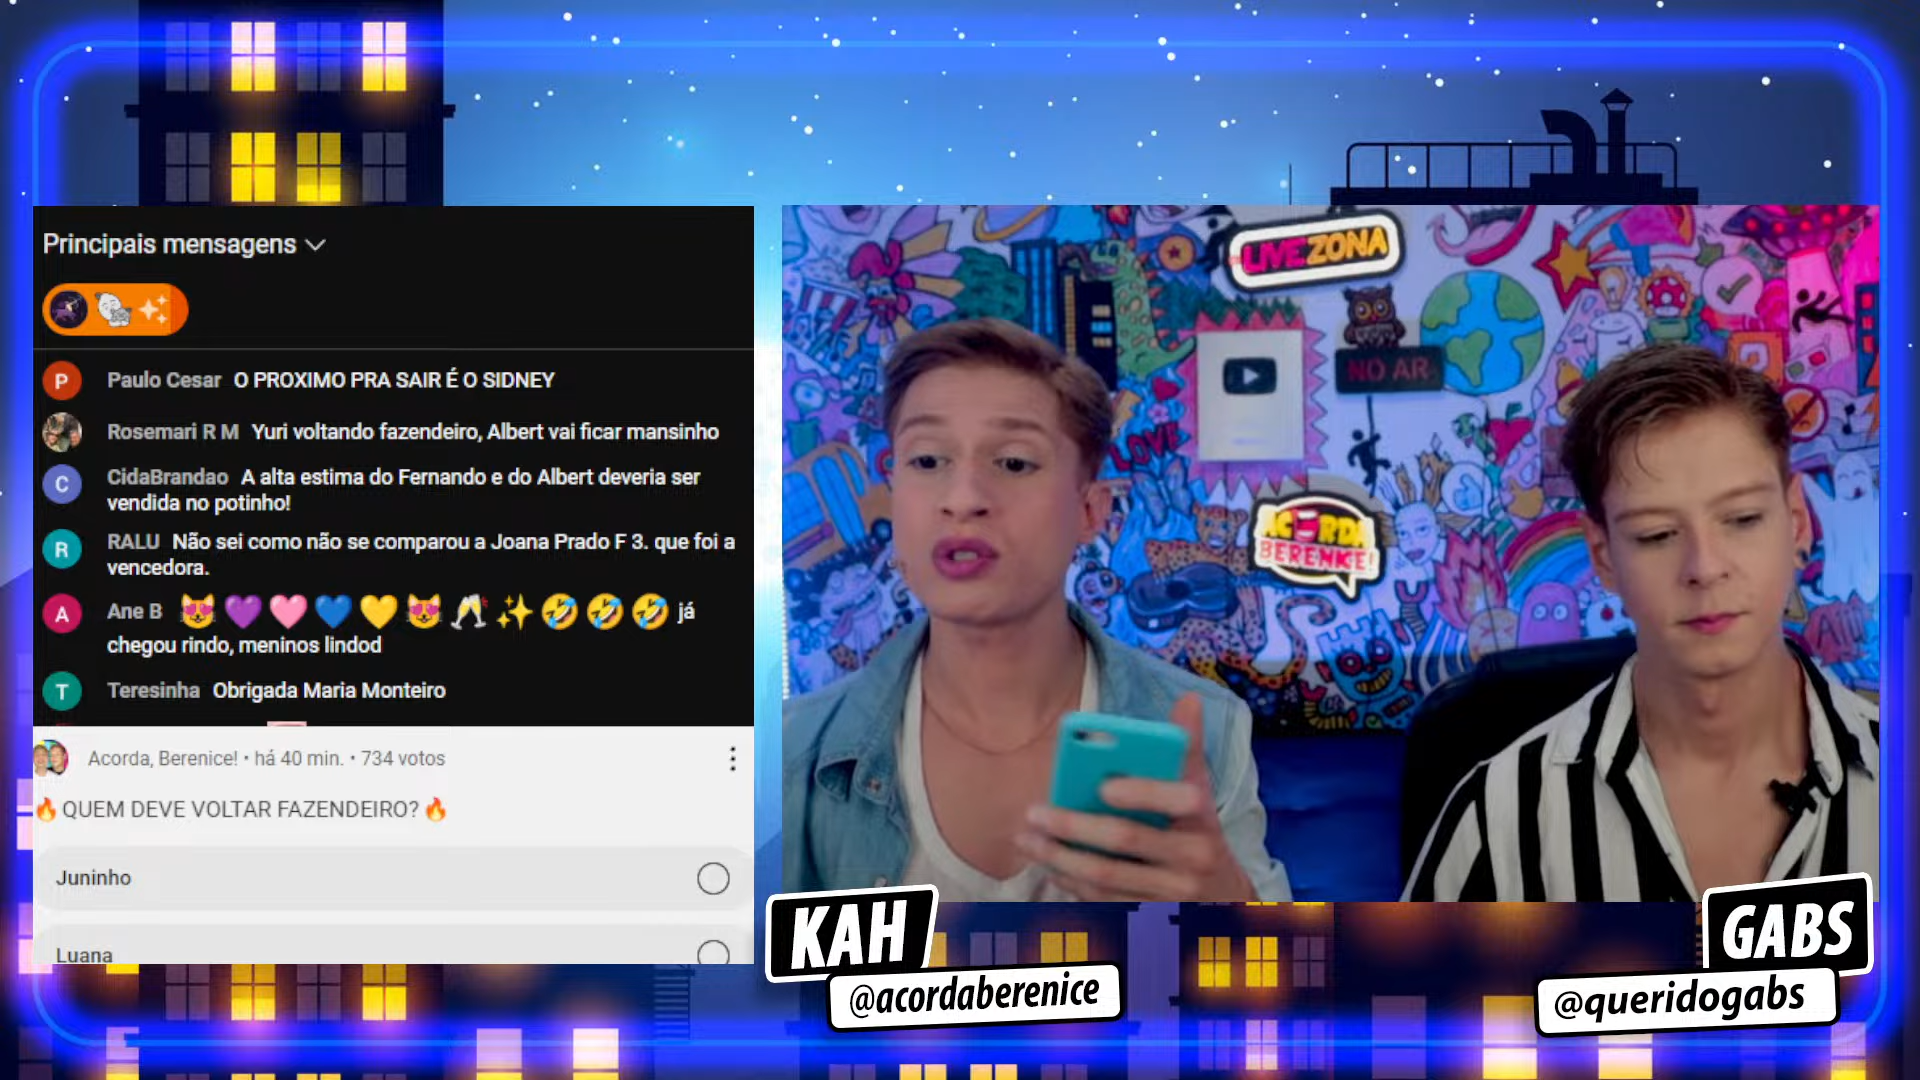 Principais mensagens
P
Paulo Cesar O PROXIMO PRA SAIR É O SIDNEY
Rosemari R M Yuri voltando fazendeiro, Albert vai ficar mansinho
C
CidaBrandao A alta estima do Fernando e do Albert deveria ser
vendida no potinho!
R
RALU Não sei como não se comparou a Joana Prado F 3. que foi a
vencedora.
A
Ane B 😻💜🩷💙💛😻🥂✨🤣🤣🤣 já
chegou rindo, meninos lindod
T
Teresinha Obrigada Maria Monteiro
Acorda, Berenice! • há 40 min. • 734 votos
🔥QUEM DEVE VOLTAR FAZENDEIRO?🔥
Juninho
Luana
LIVEZONA
NO AR
LOVE
ACORDA
BERENICE!
KAH
@acordaberenice
GABS
@queridogabs